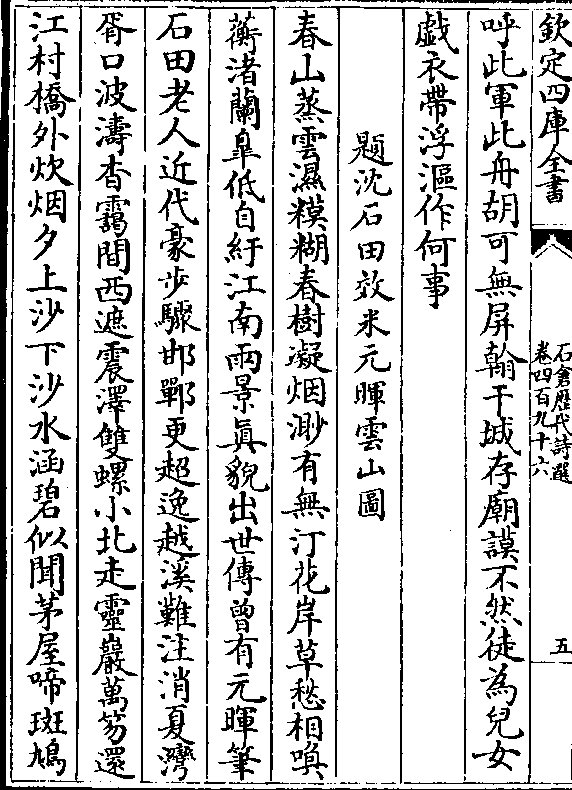 欽定四庫全書
石倉歴代詩選
卷四百九十六
五
呼此軍此舟胡可無屏翰干城存廟謨不然徒為兒女
戯衣帶浮漚作何事
題沈石田效米元暉雲山圖
春山蒸雲濕糢糊春樹凝烟渺有無汀花岸草愁相喚
蘅渚蘭臯低自紆江南雨景真貌出世傳曾有元暉筆
石田老人近代豪步驟邯鄲更超逸越溪難注消夏灣
胥口波濤杳靄間西遮震澤雙螺小北走靈巖萬笏還
江村橋外炊烟夕上沙下沙水涵碧似聞茅屋啼斑鳩